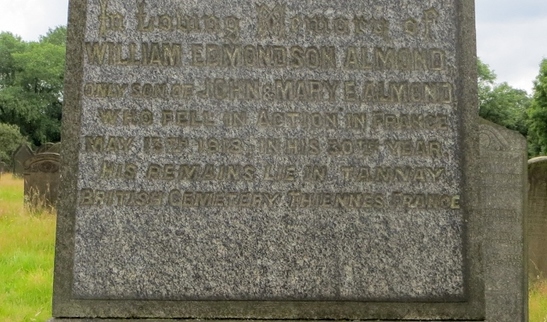 In Loving Memory of
WILLIAM EDMONDSON ALMOND
ONLY SON OF JOHN & MARY E. ALMOND
WHO FELL IN ACTION IN FRANCE
MAY 13TH 1918, IN HIS 30TH YEAR.
HIS REMAINS LIE IN TANNAY
BRITISH CEMETERY, THIENNES, FRANCE